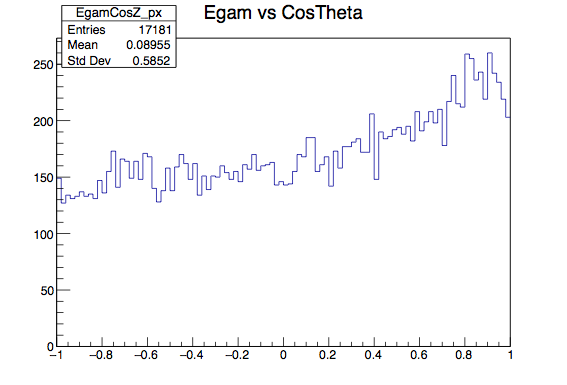 EgamCosZ_px
Egam vs CosTheta
Entries 17181
Mean 0.08955
Std Dev 0.5852
250
200
150
100
50
0
−1 −0.8 −0.6 −0.4 −0.2 0 0.2 0.4 0.6 0.8 1